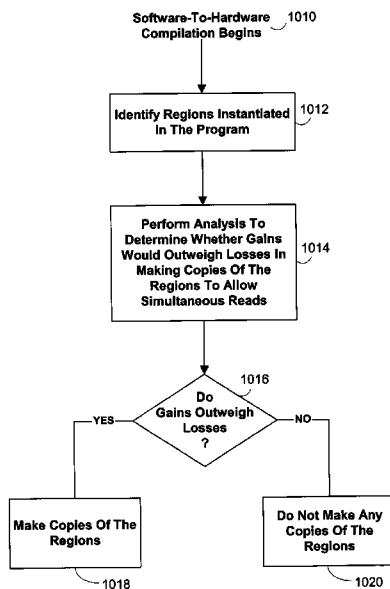 Software-To-Hardware
Compilation Begins
1010
Identify Regions Instantiated
In The Program
1012
Perform Analysis To
Determine Whether Gains
Would Outweigh Losses In
Making Copies Of The
Regions To Allow
Simultaneous Reads
1014
1016
Do
Gains Outweigh
Losses
?
YES
NO
Make Copies Of The
Regions
1018
Do Not Make Any
Copies Of The
Regions
1020